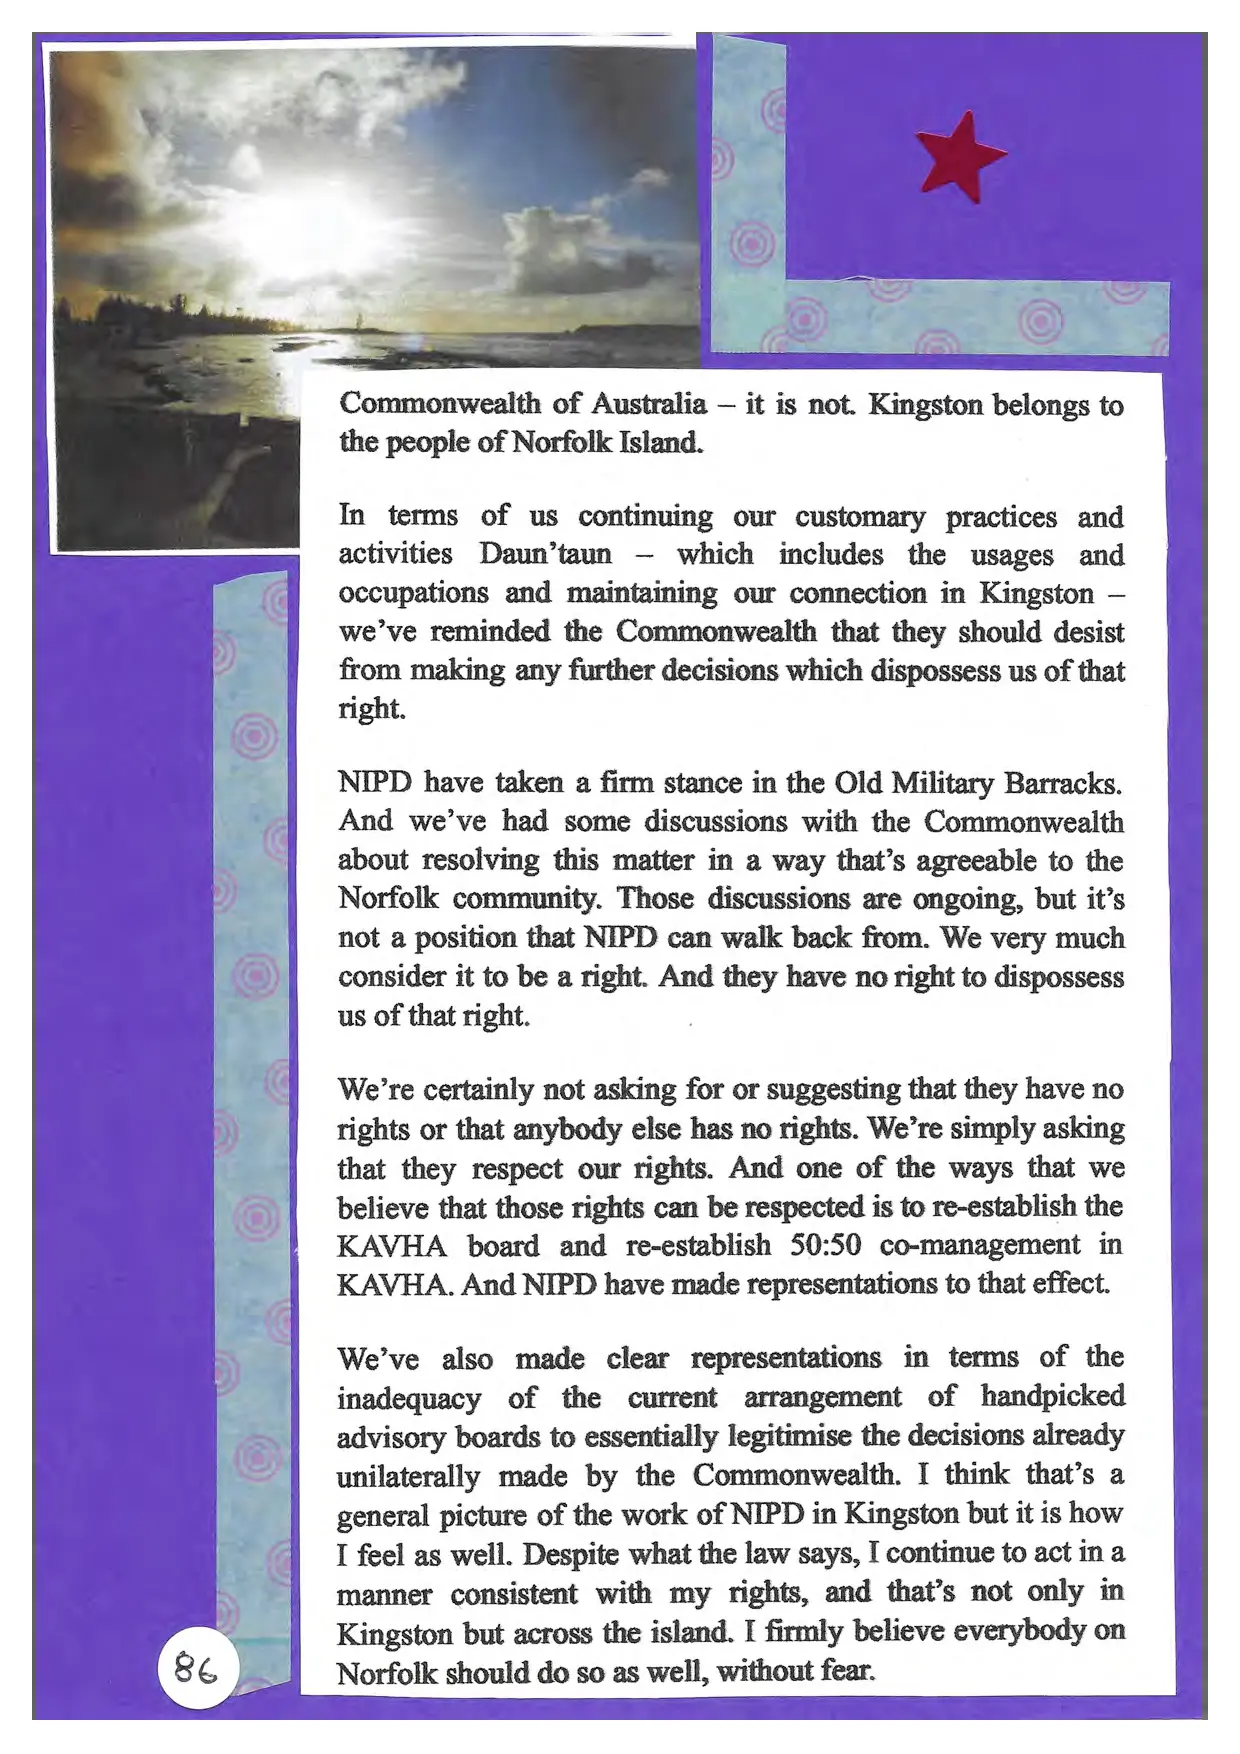 Commonwealth of Australia – it is not. Kingston belongs to
the people of Norfolk Island.
In terms of us continuing our customary practices and
activities Daun'taun – which includes the usages and
occupations and maintaining our connection in Kingston –
we've reminded the Commonwealth that they should desist
from making any further decisions which dispossess us of that
right.
NIPD have taken a firm stance in the Old Military Barracks.
And we've had some discussions with the Commonwealth
about resolving this matter in a way that's agreeable to the
Norfolk community. Those discussions are ongoing, but it's
not a position that NIPD can walk back from. We very much
consider it to be a right. And they have no right to dispossess
us of that right.
We're certainly not asking for or suggesting that they have no
rights or that anybody else has no rights. We're simply asking
that they respect our rights. And one of the ways that we
believe that those rights can be respected is to re-establish the
KAVHA board and re-establish 50:50 co-management in
KAVHA. And NIPD have made representations to that effect.
We've also made clear representations in terms of the
inadequacy of the current arrangement of handpicked
advisory boards to essentially legitimise the decisions already
unilaterally made by the Commonwealth. I think that's a
general picture of the work of NIPD in Kingston but it is how
I feel as well. Despite what the law says, I continue to act in a
manner consistent with my rights, and that's not only in
Kingston but across the island. I firmly believe everybody on
Norfolk should do so as well, without fear.
86